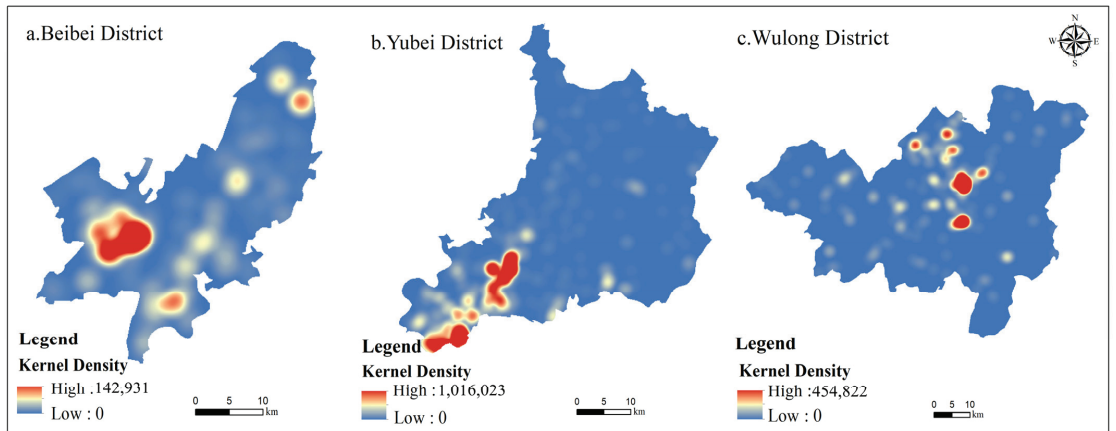 a.Beibei District
Legend
Kernel Density
High .142,931
Low : 0
0 5 10
km
b.Yubei District
Legend
Kernel Density
High :1,016,023
Low : 0
0 5 10
km
c.Wulong District
N
W E
S
Legend
Kernel Density
High :454,822
Low : 0
0 5 10
km